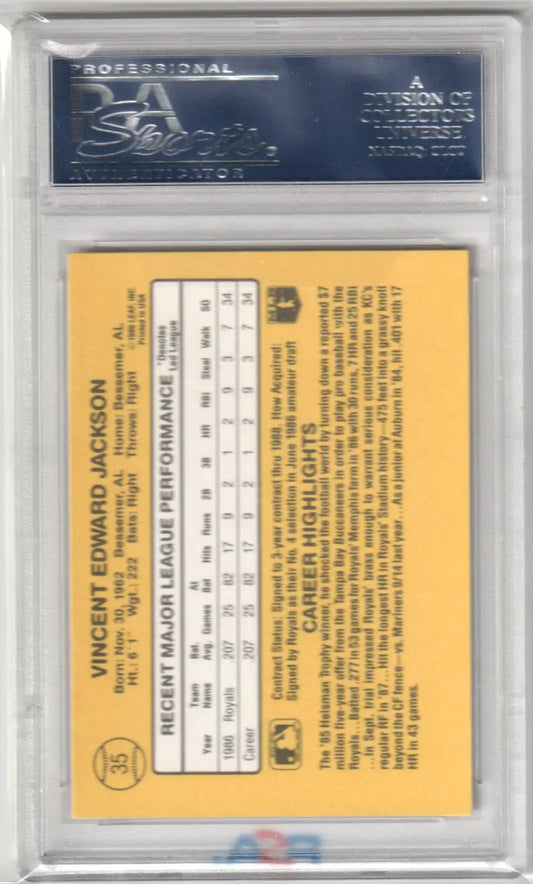 PROFESSIONAL
PSA
Sports
AUTHENTICATOR
A
DIVISION OF
COLLECTORS
UNIVERSE
NASDAQ: CLCT
35
VINCENT EDWARD JACKSON
Born: Nov. 30, 1962 Bessemer, AL Home: Bessemer, AL
Ht.: 6'1" Wgt.: 222 Bats: Right Throws: Right
© 1986 LEAF, INC.
Printed in USA
RECENT MAJOR LEAGUE PERFORMANCE
*Denotes
Led League
Team Bat. At
Year Name Avg. Games Bat Hits Runs 2B 3B HR RBI Steal Walk SO
1986 Royals .207 25 82 17 9 2 1 2 9 3 7 34
Career .207 25 82 17 9 2 1 2 9 3 7 34
Contract Status: Signed to 3-year contract thru 1988. How Acquired:
Signed by Royals as their No. 4 selection in June 1986 amateur draft
CAREER HIGHLIGHTS
The '85 Heisman Trophy winner, he shocked the football world by turning down a reported $7
million five-year offer from the Tampa Bay Buccaneers in order to play pro baseball with the
Royals...Batted .277 in 53 games for Royals' Memphis farm in '86 with 30 runs, 7 HR and 25 RBI
...In Sept. trial impressed Royals' brass enough to warrant serious consideration as KC's
regular RF in '87...Hit the longest HR in Royals' Stadium history—475 feet into a grassy knoll
beyond the CF fence—vs. Mariners 9/14 last year...As a junior at Auburn in '84, hit .401 with 17
HR in 43 games.
PSA